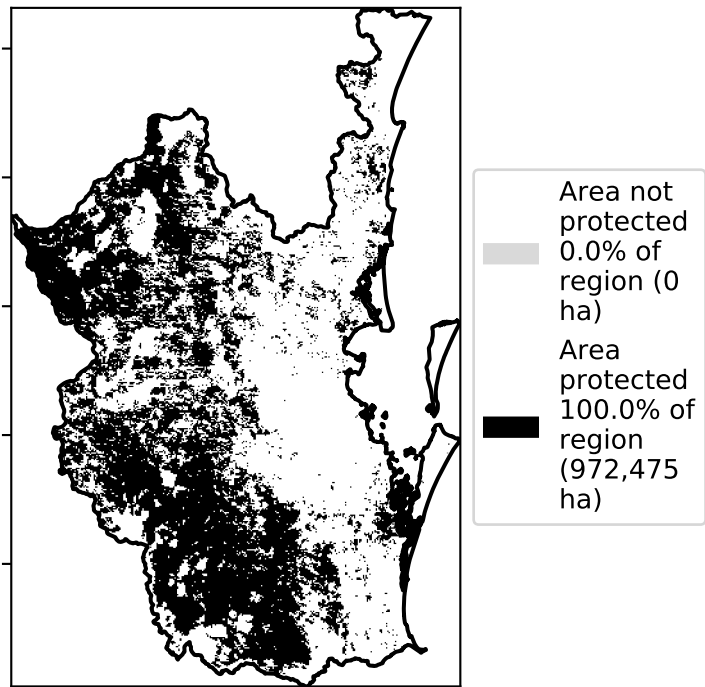 Area not
protected
0.0% of
region (0
ha)
Area
protected
100.0% of
region
(972,475
ha)